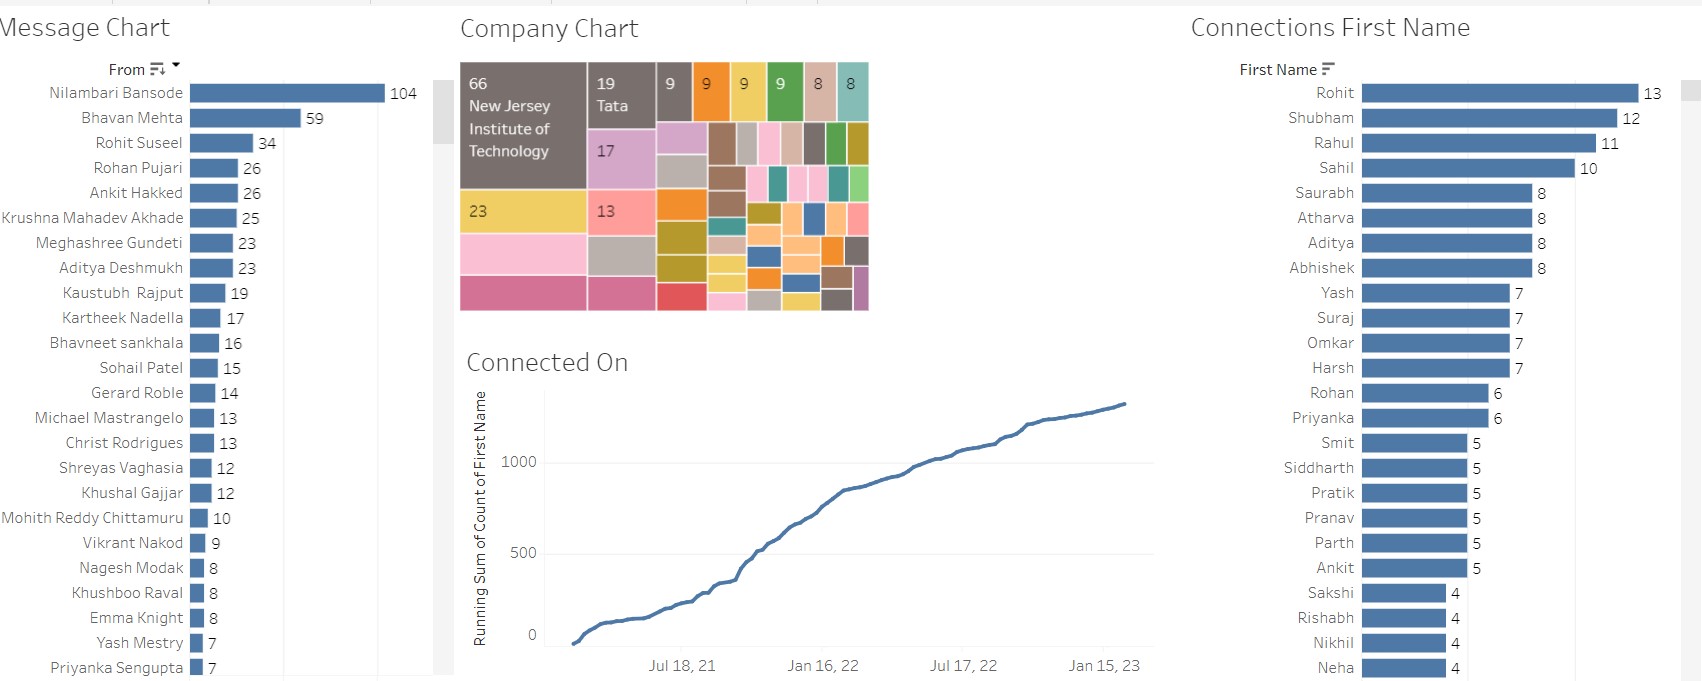 Message Chart
From
Nilambari Bansode 104
Bhavan Mehta 59
Rohit Suseel 34
Rohan Pujari 26
Ankit Hakked 26
Krushna Mahadev Akhade 25
Meghashree Gundeti 23
Aditya Deshmukh 23
Kaustubh Rajput 19
Kartheek Nadella 17
Bhavneet sankhala 16
Sohail Patel 15
Gerard Roble 14
Michael Mastrangelo 13
Christ Rodrigues 13
Shreyas Vaghasia 12
Khushal Gajjar 12
Mohith Reddy Chittamuru 10
Vikrant Nakod 9
Nagesh Modak 8
Khushboo Raval 8
Emma Knight 8
Yash Mestry 7
Priyanka Sengupta 7
Company Chart
66
New Jersey
Institute of
Technology
23
19
Tata
17
13
9 9 9 9 8 8
Connected On
Running Sum of Count of First Name
1000
500
0
Jul 18, 21 Jan 16, 22 Jul 17, 22 Jan 15, 23
Connections First Name
First Name
Rohit 13
Shubham 12
Rahul 11
Sahil 10
Saurabh 8
Atharva 8
Aditya 8
Abhishek 8
Yash 7
Suraj 7
Omkar 7
Harsh 7
Rohan 6
Priyanka 6
Smit 5
Siddharth 5
Pratik 5
Pranav 5
Parth 5
Ankit 5
Sakshi 4
Rishabh 4
Nikhil 4
Neha 4